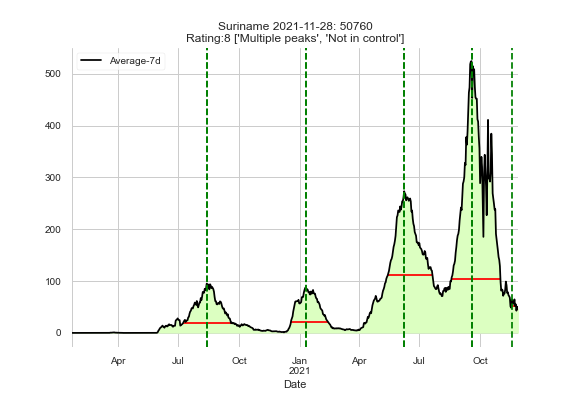 Suriname 2021-11-28: 50760
Rating:8 ['Multiple peaks', 'Not in control']
Average-7d
500
400
300
200
100
0
Apr Jul Oct Jan Apr Jul Oct
2021
Date